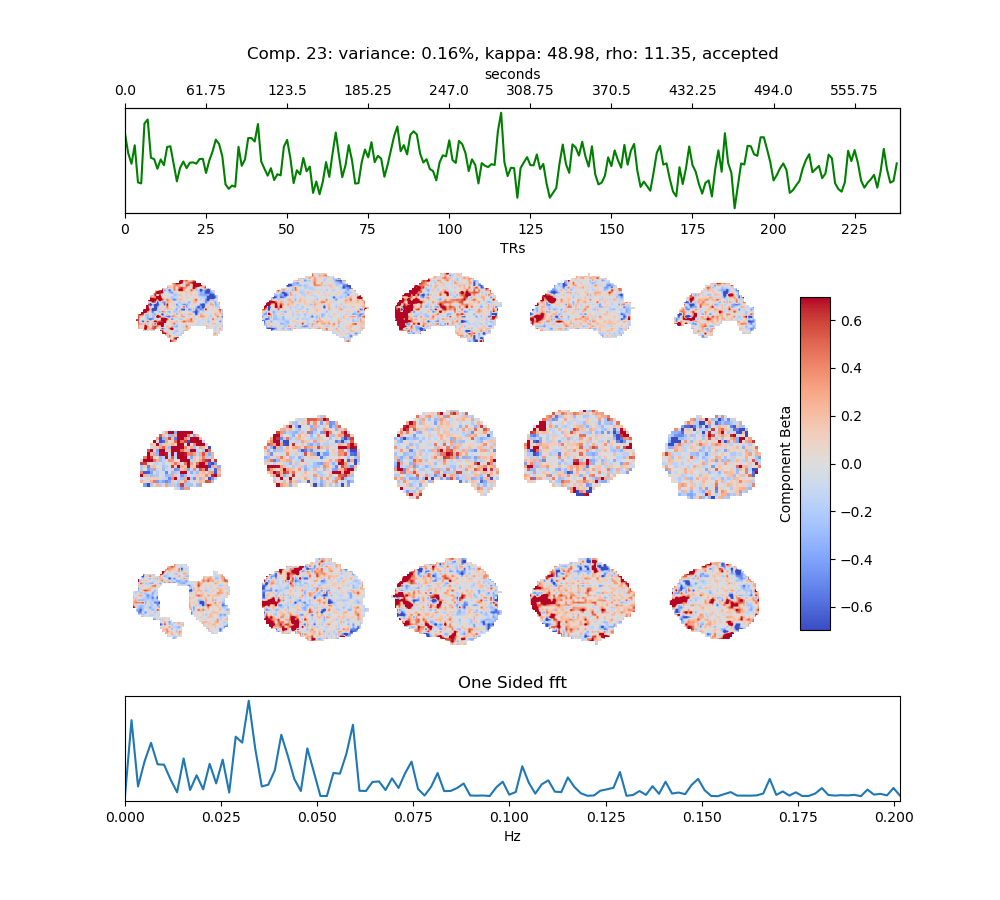 Comp. 23: variance: 0.16%, kappa: 48.98, rho: 11.35, accepted
seconds
0.0 61.75 123.5 185.25 247.0 308.75 370.5 432.25 494.0 555.75
0 25 50 75 100 125 150 175 200 225
TRs
0.6
0.4
0.2
0.0
−0.2
−0.4
−0.6
Component Beta
One Sided fft
0.000 0.025 0.050 0.075 0.100 0.125 0.150 0.175 0.200
Hz